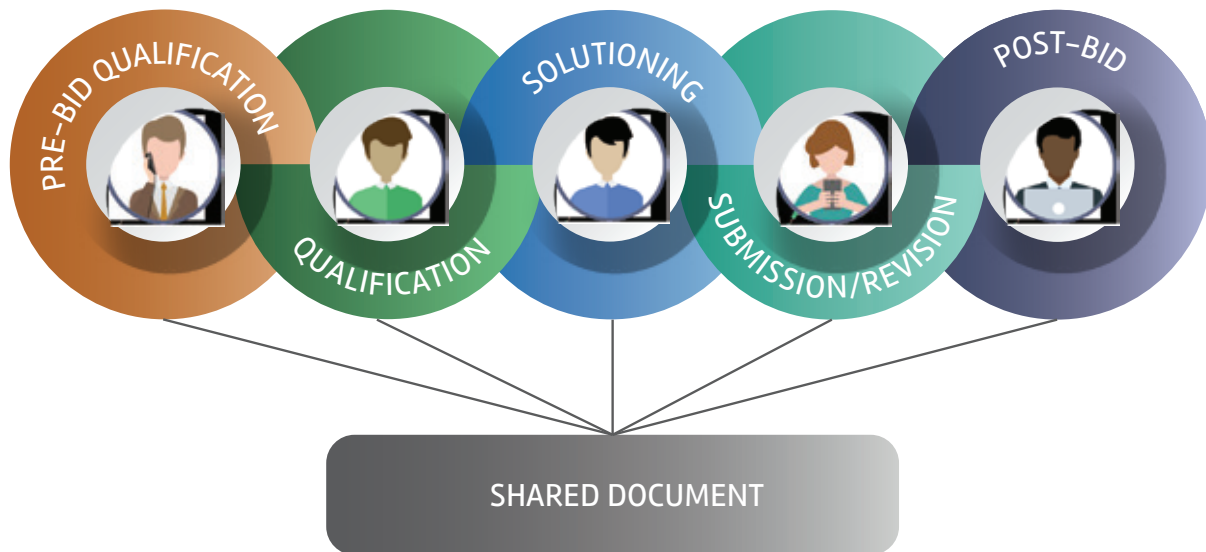 PRE-BID QUALIFICATION
QUALIFICATION
SOLUTIONING
SUBMISSION/REVISION
POST-BID
SHARED DOCUMENT